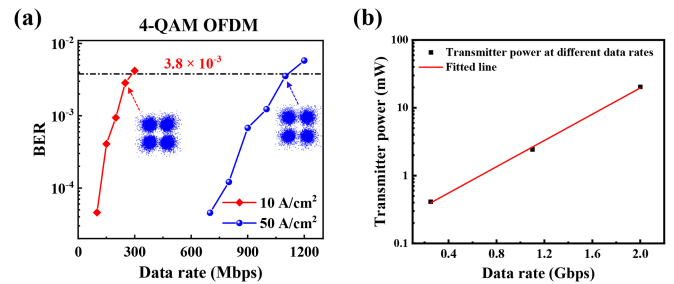 (a)
4-QAM OFDM
10⁻²
3.8 × 10⁻³
10⁻³
10⁻⁴
BER
10 A/cm²
50 A/cm²
0 300 600 900 1200
Data rate (Mbps)
(b)
100
10
1
0.1
Transmitter power (mW)
Transmitter power at different data rates
Fitted line
0.4 0.8 1.2 1.6 2.0
Data rate (Gbps)